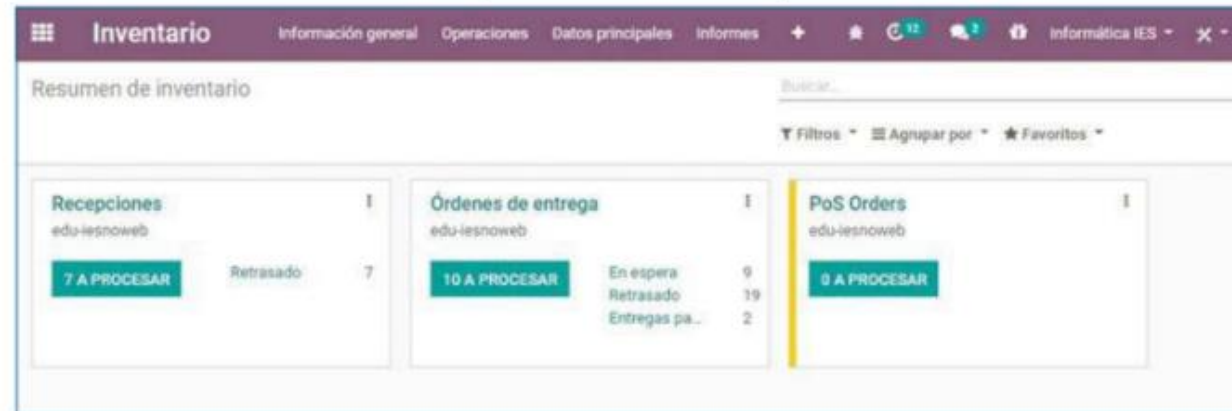 Inventario Información general Operaciones Datos principales Informes + 12 2 Informática IES
Resumen de inventario
Buscar...
Filtros Agrupar por Favoritos
Recepciones
edu-iesnoweb
7 A PROCESAR
Retrasado 7
Órdenes de entrega
edu-iesnoweb
10 A PROCESAR
En espera 9
Retrasado 19
Entregas pa... 2
PoS Orders
edu-iesnoweb
0 A PROCESAR